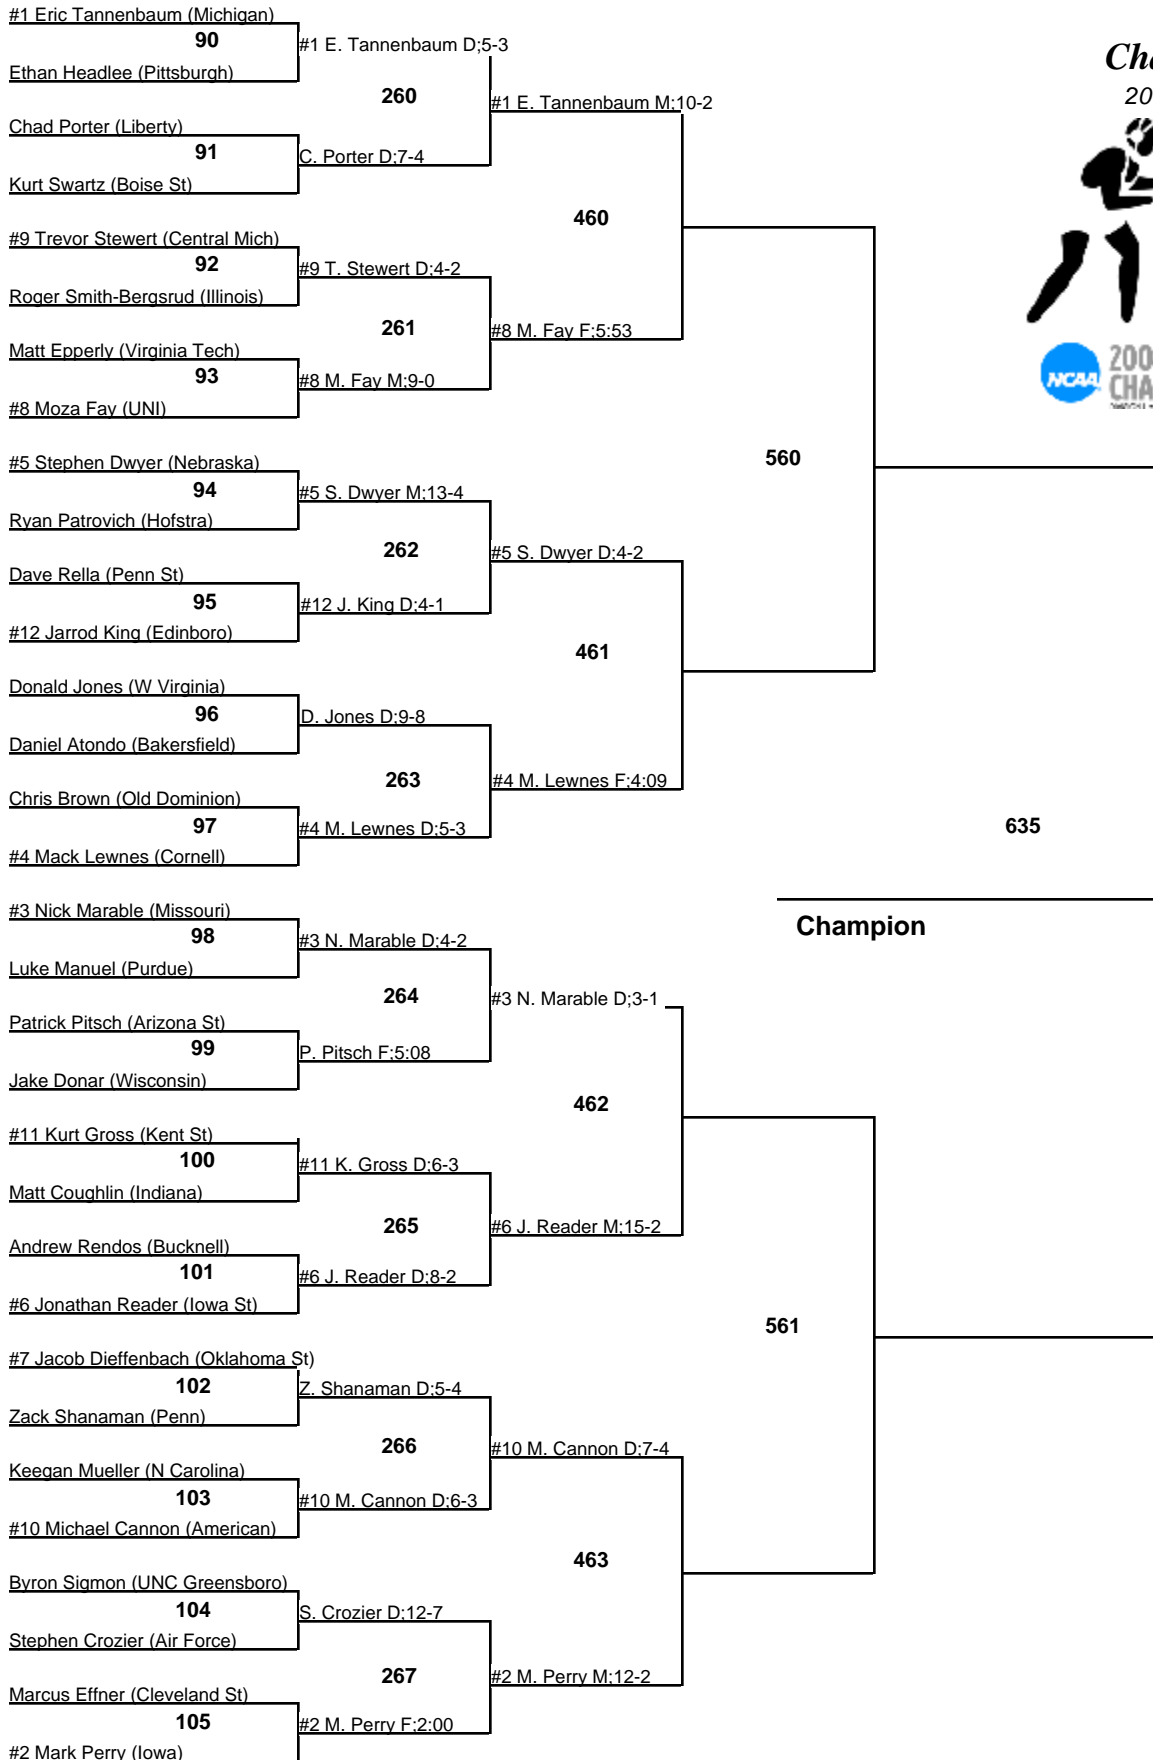 #1 Eric Tannenbaum (Michigan)
90
#1 E. Tannenbaum D;5-3
Ethan Headlee (Pittsburgh)
260
#1 E. Tannenbaum M;10-2
Chad Porter (Liberty)
91
C. Porter D;7-4
Kurt Swartz (Boise St)
460
#9 Trevor Stewert (Central Mich)
92
#9 T. Stewert D;4-2
Roger Smith-Bergsrud (Illinois)
261
#8 M. Fay F;5:53
Matt Epperly (Virginia Tech)
93
#8 M. Fay M;9-0
#8 Moza Fay (UNI)
NCAA
560
#5 Stephen Dwyer (Nebraska)
94
#5 S. Dwyer M;13-4
Ryan Patrovich (Hofstra)
262
#5 S. Dwyer D;4-2
Dave Rella (Penn St)
95
#12 J. King D;4-1
#12 Jarrod King (Edinboro)
461
Donald Jones (W Virginia)
96
D. Jones D;9-8
Daniel Atondo (Bakersfield)
263
#4 M. Lewnes F;4:09
Chris Brown (Old Dominion)
97
#4 M. Lewnes D;5-3
#4 Mack Lewnes (Cornell)
635
Champion
#3 Nick Marable (Missouri)
98
#3 N. Marable D;4-2
Luke Manuel (Purdue)
264
#3 N. Marable D;3-1
Patrick Pitsch (Arizona St)
99
P. Pitsch F;5:08
Jake Donar (Wisconsin)
462
#11 Kurt Gross (Kent St)
100
#11 K. Gross D;6-3
Matt Coughlin (Indiana)
265
#6 J. Reader M;15-2
Andrew Rendos (Bucknell)
101
#6 J. Reader D;8-2
#6 Jonathan Reader (Iowa St)
561
#7 Jacob Dieffenbach (Oklahoma St)
102
Z. Shanaman D;5-4
Zack Shanaman (Penn)
266
#10 M. Cannon D;7-4
Keegan Mueller (N Carolina)
103
#10 M. Cannon D;6-3
#10 Michael Cannon (American)
463
Byron Sigmon (UNC Greensboro)
104
S. Crozier D;12-7
Stephen Crozier (Air Force)
267
#2 M. Perry M;12-2
Marcus Effner (Cleveland St)
105
#2 M. Perry F;2:00
#2 Mark Perry (Iowa)